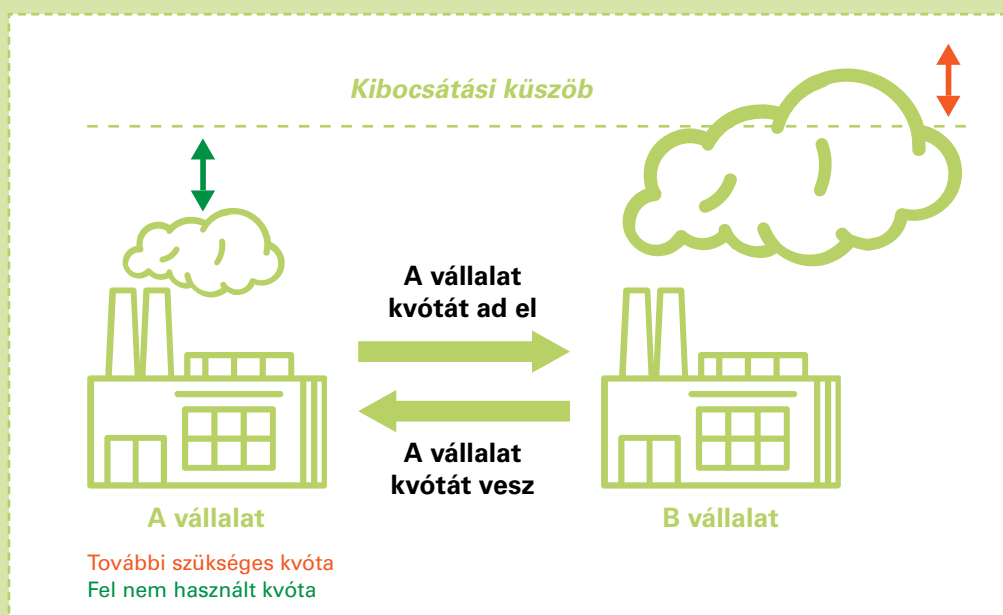 Kibocsátási küszöb
A vállalat
kvótát ad el
A vállalat
kvótát vesz
A vállalat
B vállalat
További szükséges kvóta
Fel nem használt kvóta